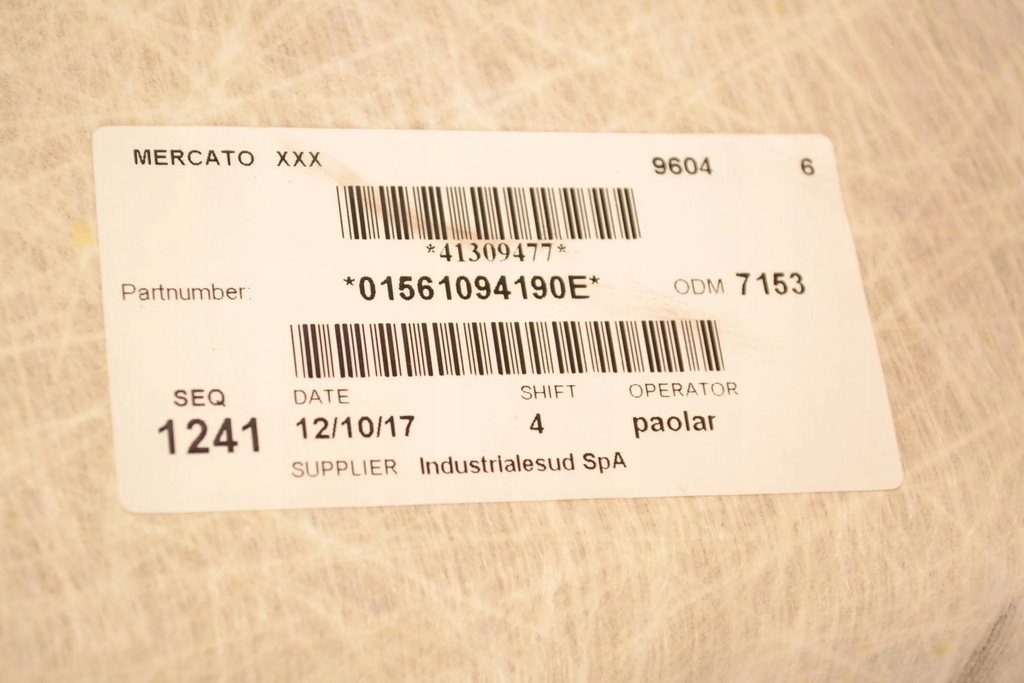 MERCATO XXX 9604 6
*41309477*
Partnumber: *01561094190E* ODM 7153
SEQ DATE SHIFT OPERATOR
1241 12/10/17 4 paolar
SUPPLIER Industrialesud SpA